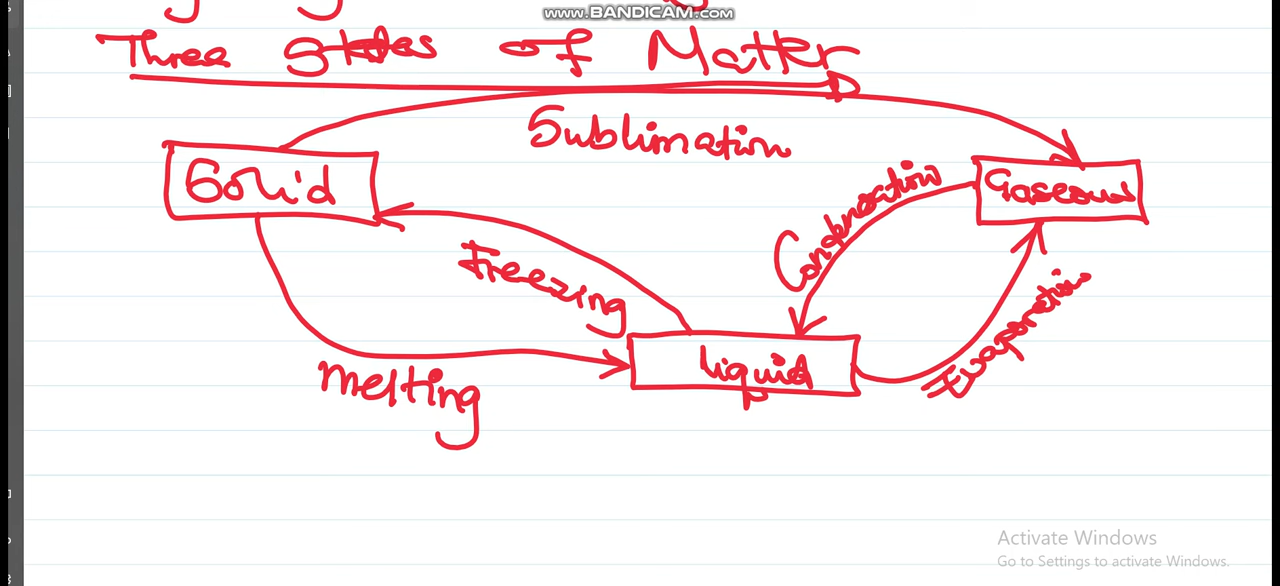 www.BANDICAM.com
Three states of Matter
Sublimation
Solid
Gaseous
Condensation
Freezing
Evaporation
liquid
melting
Activate Windows
Go to Settings to activate Windows.